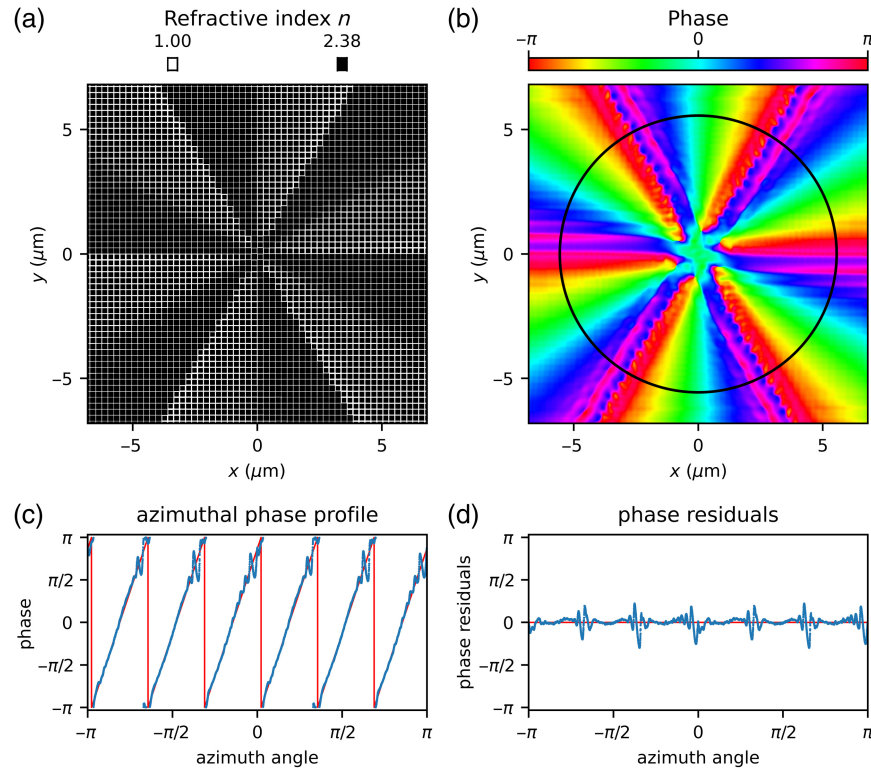 (a)
Refractive index n
1.00 2.38
5
0
−5
y (μm)
−5 0 5
x (μm)
(b)
Phase
−π 0 π
5
0
−5
y (μm)
−5 0 5
x (μm)
(c)
azimuthal phase profile
π
π/2
0
−π/2
−π
phase
−π −π/2 0 π/2 π
azimuth angle
(d)
phase residuals
π
π/2
0
−π/2
−π
phase residuals
−π −π/2 0 π/2 π
azimuth angle